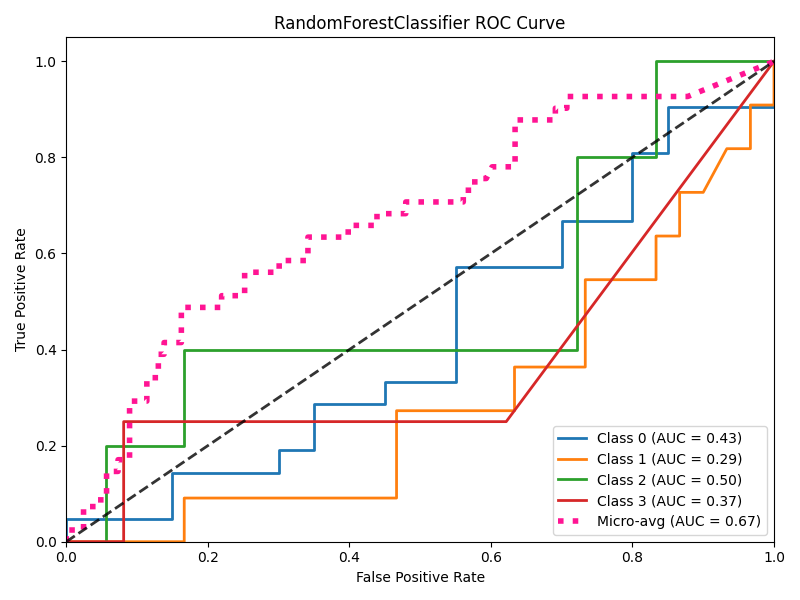 RandomForestClassifier ROC Curve
True Positive Rate
1.0
0.8
0.6
0.4
0.2
0.0
0.0 0.2 0.4 0.6 0.8 1.0
False Positive Rate
Class 0 (AUC = 0.43)
Class 1 (AUC = 0.29)
Class 2 (AUC = 0.50)
Class 3 (AUC = 0.37)
Micro-avg (AUC = 0.67)